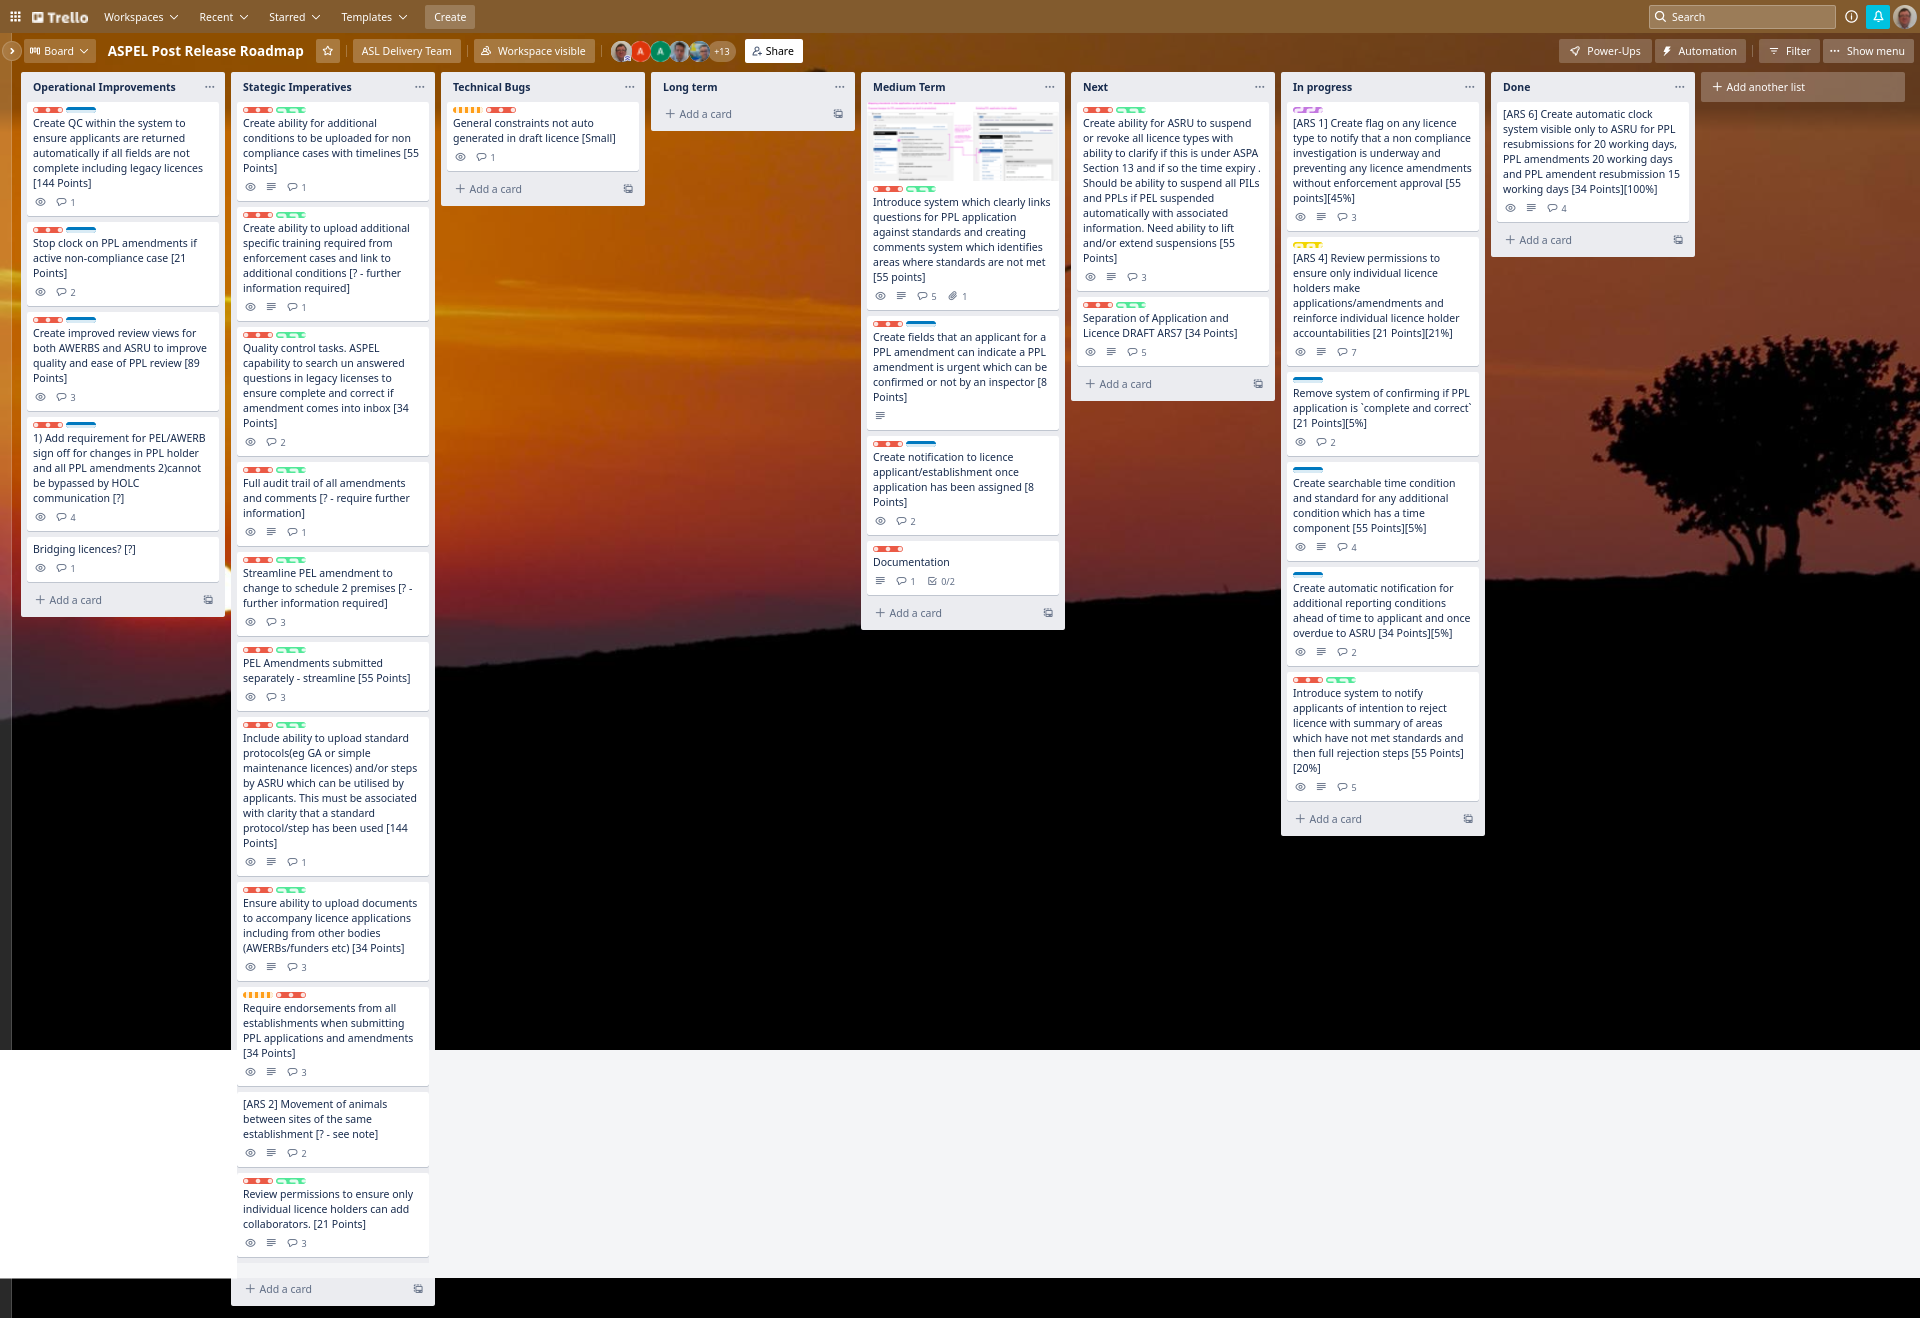 Trello
Workspaces
Recent
Starred
Templates
Create
Search
Board
ASPEL Post Release Roadmap
ASL Delivery Team
Workspace visible
A
A
+13
Share
Power-Ups
Automation
Filter
Show menu
Operational Improvements
Create QC within the system to
ensure applicants are returned
automatically if all fields are not
complete including legacy licences
[144 Points]
1
Stop clock on PPL amendments if
active non-compliance case [21
Points]
2
Create improved review views for
both AWERBS and ASRU to improve
quality and ease of PPL review [89
Points]
3
1) Add requirement for PEL/AWERB
sign off for changes in PPL holder
and all PPL amendments 2)cannot
be bypassed by HOLC
communication [?]
4
Bridging licences? [?]
1
Add a card
Stategic Imperatives
Create ability for additional
conditions to be uploaded for non
compliance cases with timelines [55
Points]
1
Create ability to upload additional
specific training required from
enforcement cases and link to
additional conditions [? - further
information required]
1
Quality control tasks. ASPEL
capability to search un answered
questions in legacy licenses to
ensure complete and correct if
amendment comes into inbox [34
Points]
2
Full audit trail of all amendments
and comments [? - require further
information]
1
Streamline PEL amendment to
change to schedule 2 premises [? -
further information required]
3
PEL Amendments submitted
separately - streamline [55 Points]
3
Include ability to upload standard
protocols(eg GA or simple
maintenance licences) and/or steps
by ASRU which can be utilised by
applicants. This must be associated
with clarity that a standard
protocol/step has been used [144
Points]
1
Ensure ability to upload documents
to accompany licence applications
including from other bodies
(AWERBs/funders etc) [34 Points]
3
Require endorsements from all
establishments when submitting
PPL applications and amendments
[34 Points]
3
[ARS 2] Movement of animals
between sites of the same
establishment [? - see note]
2
Review permissions to ensure only
individual licence holders can add
collaborators. [21 Points]
3
Add a card
Technical Bugs
General constraints not auto
generated in draft licence [Small]
1
Add a card
Long term
Add a card
Medium Term
Introduce system which clearly links
questions for PPL application
against standards and creating
comments system which identifies
areas where standards are not met
[55 points]
5
1
Create fields that an applicant for a
PPL amendment can indicate a PPL
amendment is urgent which can be
confirmed or not by an inspector [8
Points]
Create notification to licence
applicant/establishment once
application has been assigned [8
Points]
2
Documentation
1
0/2
Add a card
Next
Create ability for ASRU to suspend
or revoke all licence types with
ability to clarify if this is under ASPA
Section 13 and if so the time expiry .
Should be ability to suspend all PILs
and PPLs if PEL suspended
automatically with associated
information. Need ability to lift
and/or extend suspensions [55
Points]
3
Separation of Application and
Licence DRAFT ARS7 [34 Points]
5
Add a card
In progress
[ARS 1] Create flag on any licence
type to notify that a non compliance
investigation is underway and
preventing any licence amendments
without enforcement approval [55
points][45%]
3
[ARS 4] Review permissions to
ensure only individual licence
holders make
applications/amendments and
reinforce individual licence holder
accountabilities [21 Points][21%]
7
Remove system of confirming if PPL
application is `complete and correct`
[21 Points][5%]
2
Create searchable time condition
and standard for any additional
condition which has a time
component [55 Points][5%]
4
Create automatic notification for
additional reporting conditions
ahead of time to applicant and once
overdue to ASRU [34 Points][5%]
2
Introduce system to notify
applicants of intention to reject
licence with summary of areas
which have not met standards and
then full rejection steps [55 Points]
[20%]
5
Add a card
Done
[ARS 6] Create automatic clock
system visible only to ASRU for PPL
resubmissions for 20 working days,
PPL amendments 20 working days
and PPL amendent resubmission 15
working days [34 Points][100%]
4
Add a card
Add another list